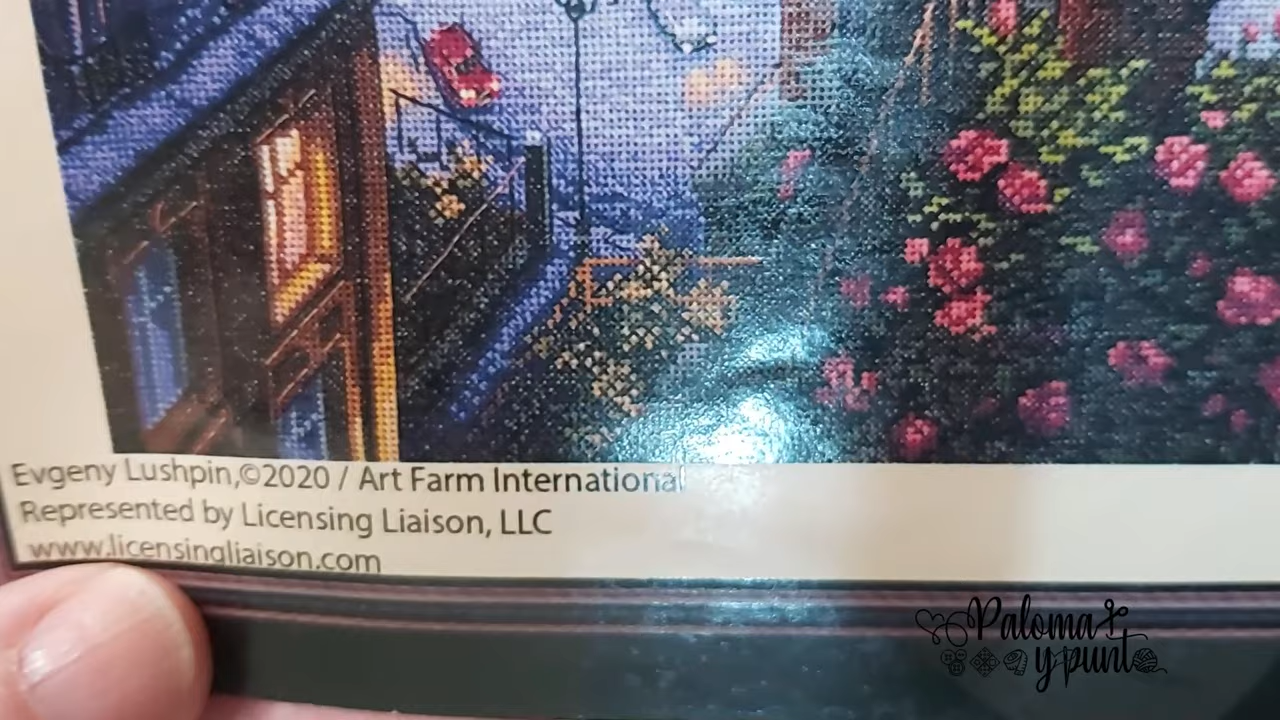 Evgeny Lushpin,©2020 / Art Farm International
Represented by Licensing Liaison, LLC
www.licensingliaison.com
Paloma
y punto